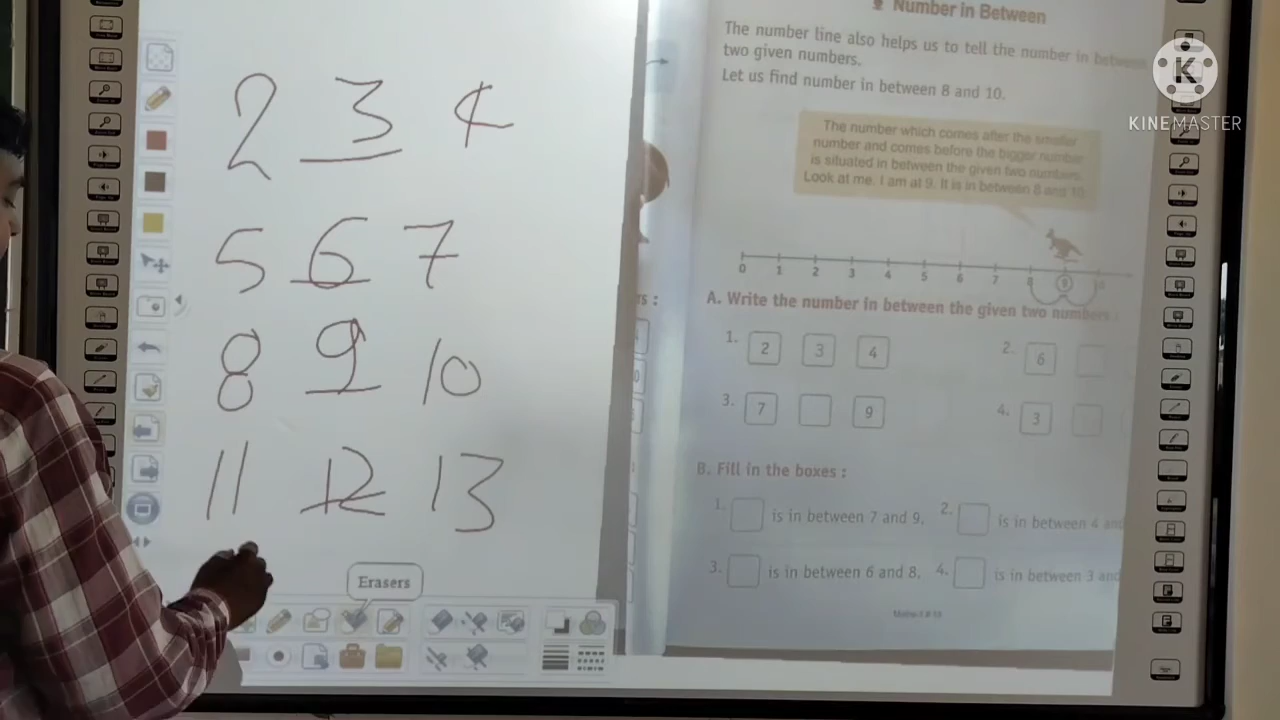 2 3 4
5 6 7
8 9 10
11 12 13
Erasers
Number in Between
The number line also helps us to tell the number in between
two given numbers.
Let us find number in between 8 and 10.
The number which comes after the smaller
number and comes before the bigger number
is situated in between the given two numbers.
Look at me. I am at 9. It is in between 8 and 10
0 1 2 3 4 5 6 7 8 9 10
rs :
A. Write the number in between the given two numbers :
1. 2 3 4 2. 6
3. 7 9 4. 3
B. Fill in the boxes :
1. is in between 7 and 9. 2. is in between 4 and
3. is in between 6 and 8. 4. is in between 3 and
K
KINEMASTER